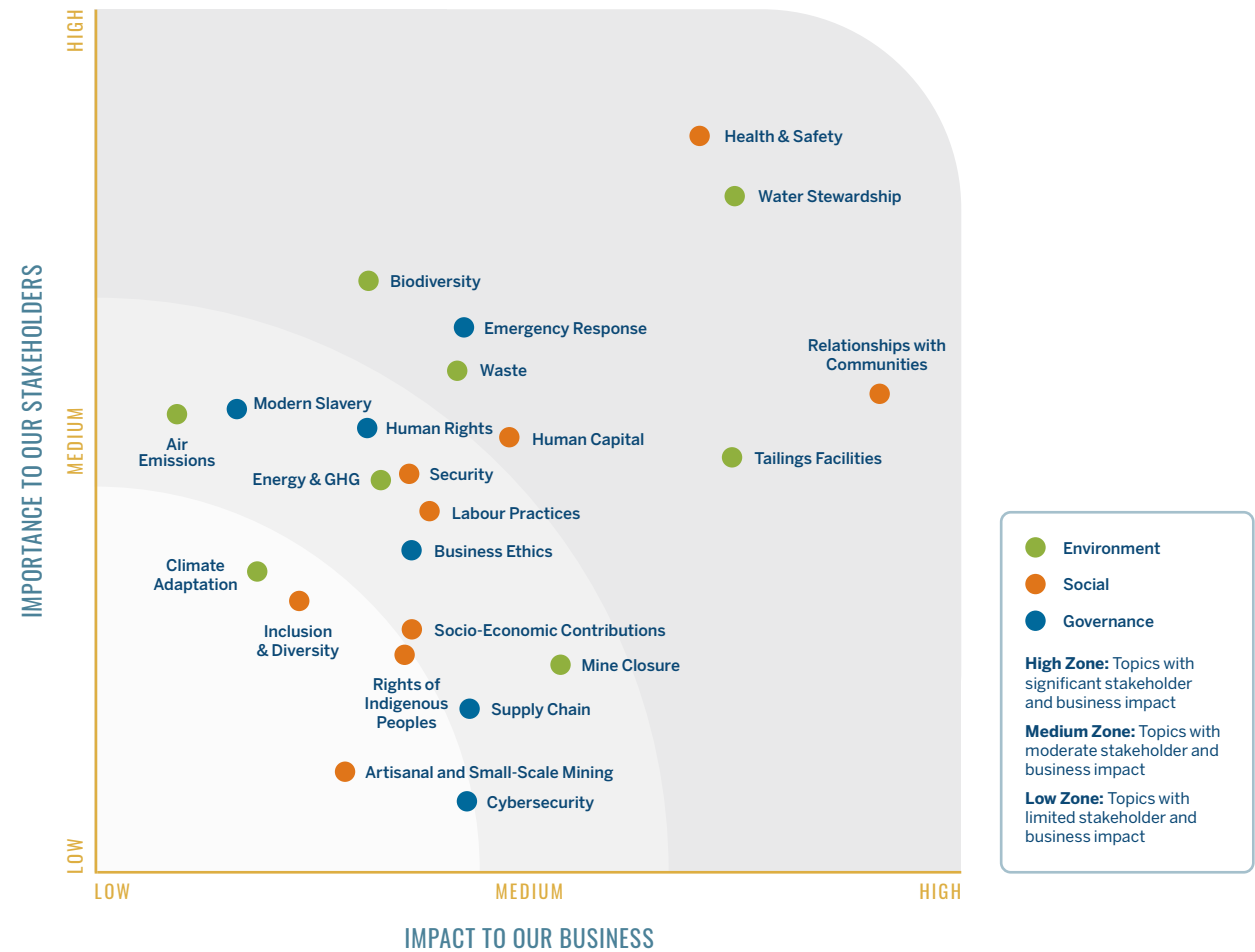 HIGH
Health & Safety
Water Stewardship
Biodiversity
Emergency Response
Relationships with
Communities
Waste
Modern Slavery
Air
Emissions
Human Rights
Human Capital
Tailings Facilities
Energy & GHG
Security
Labour Practices
Business Ethics
Climate
Adaptation
Inclusion
& Diversity
Socio-Economic Contributions
Mine Closure
Rights of
Indigenous
Peoples
Supply Chain
Artisanal and Small-Scale Mining
Cybersecurity
MEDIUM
LOW
IMPORTANCE TO OUR STAKEHOLDERS
LOW
MEDIUM
HIGH
IMPACT TO OUR BUSINESS
Environment
Social
Governance
High Zone: Topics with
significant stakeholder
and business impact
Medium Zone: Topics with
moderate stakeholder and
business impact
Low Zone: Topics with
limited stakeholder and
business impact